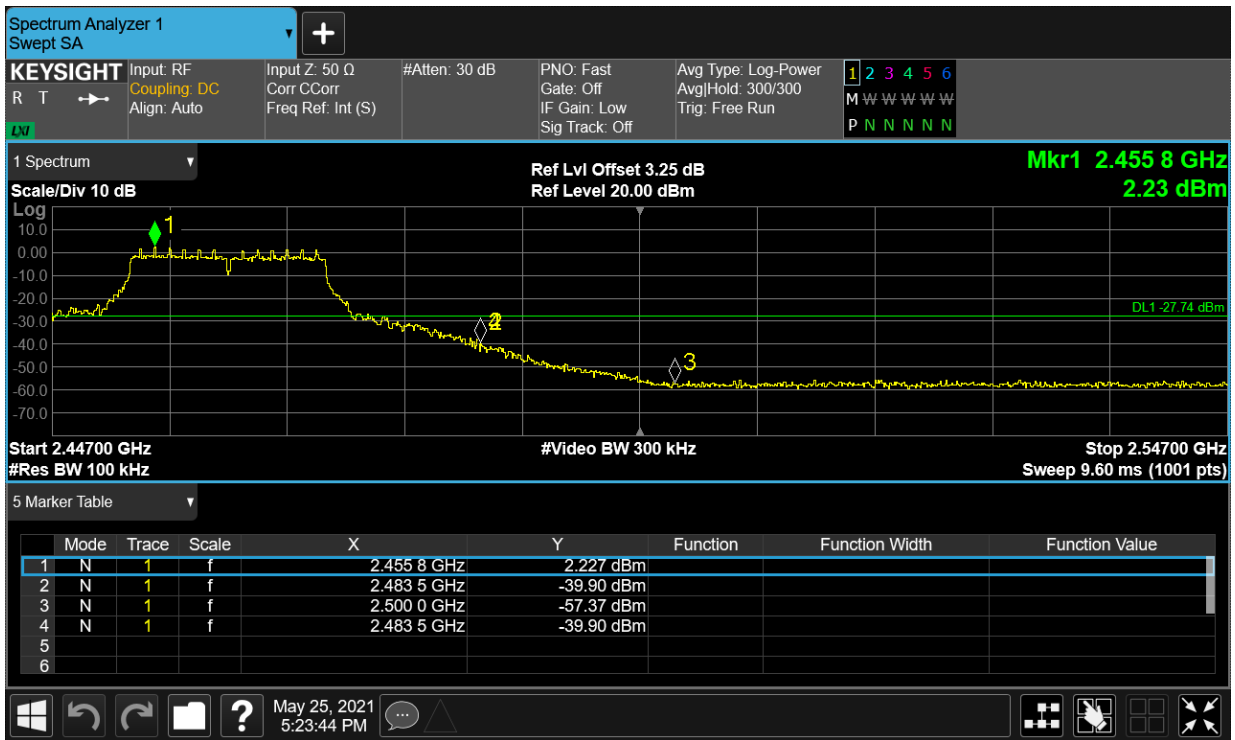 Spectrum Analyzer 1
Swept SA
+
KEYSIGHT Input: RF Input Z: 50 Ω #Atten: 30 dB PNO: Fast Avg Type: Log-Power 1 2 3 4 5 6
R T Coupling: DC Corr CCorr Gate: Off Avg|Hold: 300/300 M W W W W W
Align: Auto Freq Ref: Int (S) IF Gain: Low Trig: Free Run
LXI Sig Track: Off P N N N N N
1 Spectrum Ref Lvl Offset 3.25 dB Mkr1 2.455 8 GHz
Scale/Div 10 dB Ref Level 20.00 dBm 2.23 dBm
Log
1
10.0
0.00
-10.0
-20.0
DL1 -27.74 dBm
-30.0
-40.0
3
-50.0
-60.0
-70.0
Start 2.44700 GHz #Video BW 300 kHz Stop 2.54700 GHz
#Res BW 100 kHz Sweep 9.60 ms (1001 pts)
5 Marker Table
Mode Trace Scale X Y Function Function Width Function Value
1 N 1 f 2.455 8 GHz 2.227 dBm
2 N 1 f 2.483 5 GHz -39.90 dBm
3 N 1 f 2.500 0 GHz -57.37 dBm
4 N 1 f 2.483 5 GHz -39.90 dBm
5
6
? May 25, 2021
5:23:44 PM